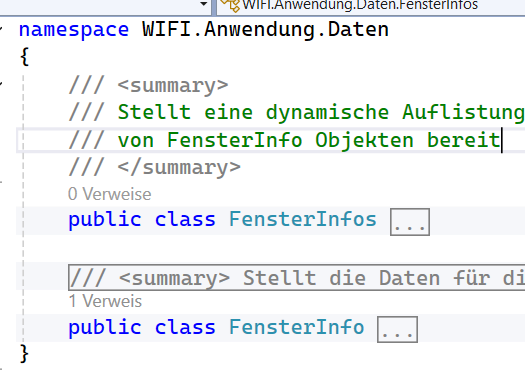 WIFI.Anwendung.Daten.FensterInfos
namespace WIFI.Anwendung.Daten
{
/// <summary>
/// Stellt eine dynamische Auflistung
/// von FensterInfo Objekten bereit
/// </summary>
0 Verweise
public class FensterInfos ...
/// <summary> Stellt die Daten für di
1 Verweis
public class FensterInfo ...
}